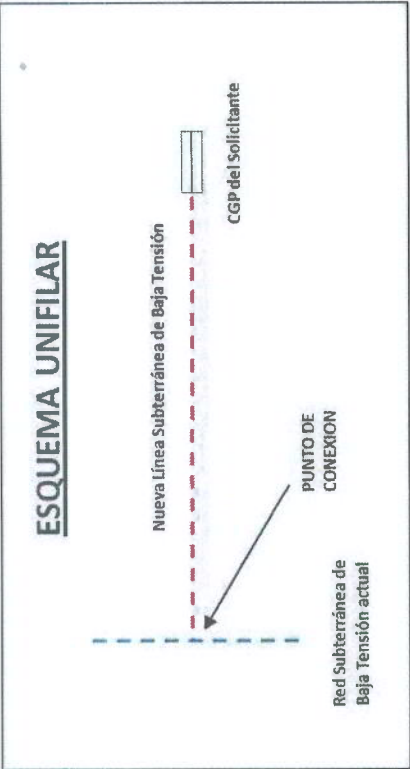 ESQUEMA UNIFILAR
Nueva Línea Subterránea de Baja Tensión
CGP del Solicitante
PUNTO DE
CONEXION
Red Subterránea de
Baja Tensión actual